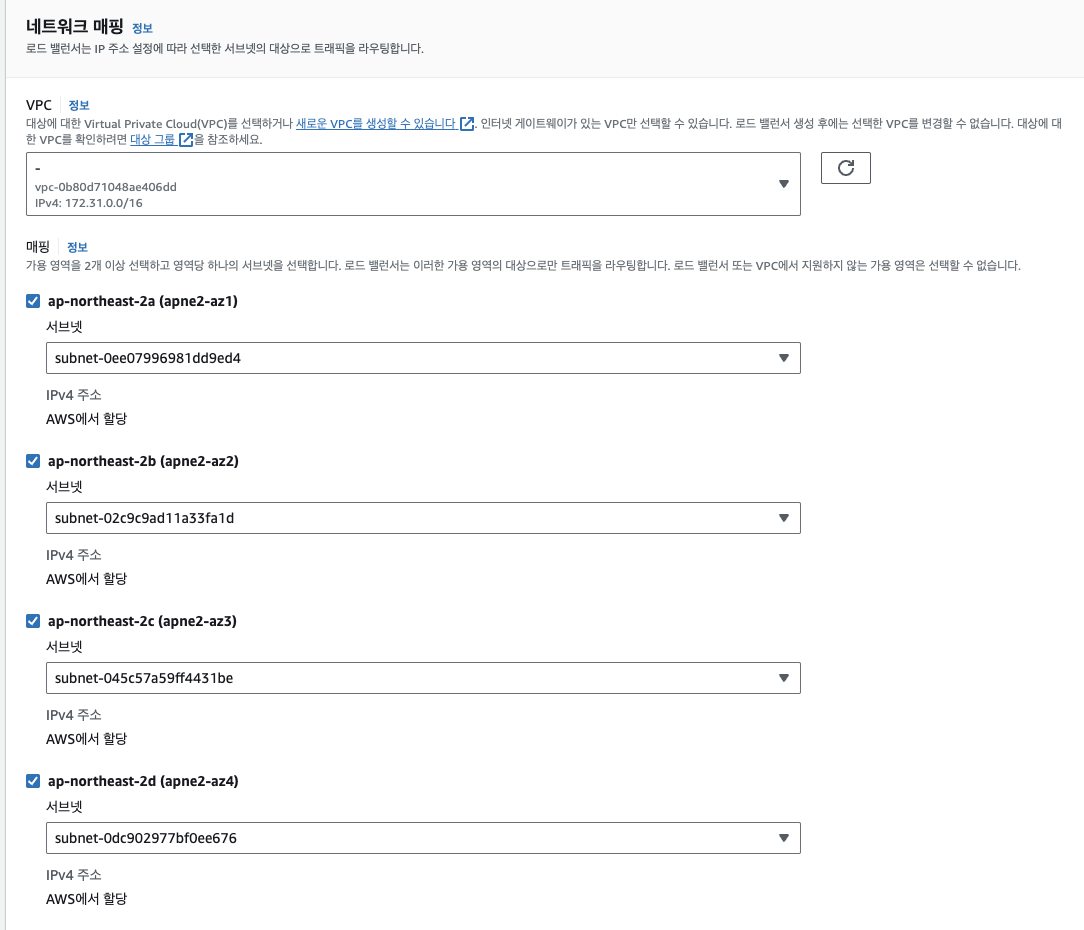 네트워크 매핑 정보
로드 밸런서는 IP 주소 설정에 따라 선택한 서브넷의 대상으로 트래픽을 라우팅합니다.
VPC 정보
대상에 대한 Virtual Private Cloud(VPC)를 선택하거나 새로운 VPC를 생성할 수 있습니다. 인터넷 게이트웨이가 있는 VPC만 선택할 수 있습니다. 로드 밸런서 생성 후에는 선택한 VPC를 변경할 수 없습니다. 대상에 대
한 VPC를 확인하려면 대상 그룹을 참조하세요.
-
vpc-0b80d71048ae406dd
IPv4: 172.31.0.0/16
매핑 정보
가용 영역을 2개 이상 선택하고 영역당 하나의 서브넷을 선택합니다. 로드 밸런서는 이러한 가용 영역의 대상으로만 트래픽을 라우팅합니다. 로드 밸런서 또는 VPC에서 지원하지 않는 가용 영역은 선택할 수 없습니다.
ap-northeast-2a (apne2-az1)
서브넷
subnet-0ee07996981dd9ed4
IPv4 주소
AWS에서 할당
ap-northeast-2b (apne2-az2)
서브넷
subnet-02c9c9ad11a33fa1d
IPv4 주소
AWS에서 할당
ap-northeast-2c (apne2-az3)
서브넷
subnet-045c57a59ff4431be
IPv4 주소
AWS에서 할당
ap-northeast-2d (apne2-az4)
서브넷
subnet-0dc902977bf0ee676
IPv4 주소
AWS에서 할당